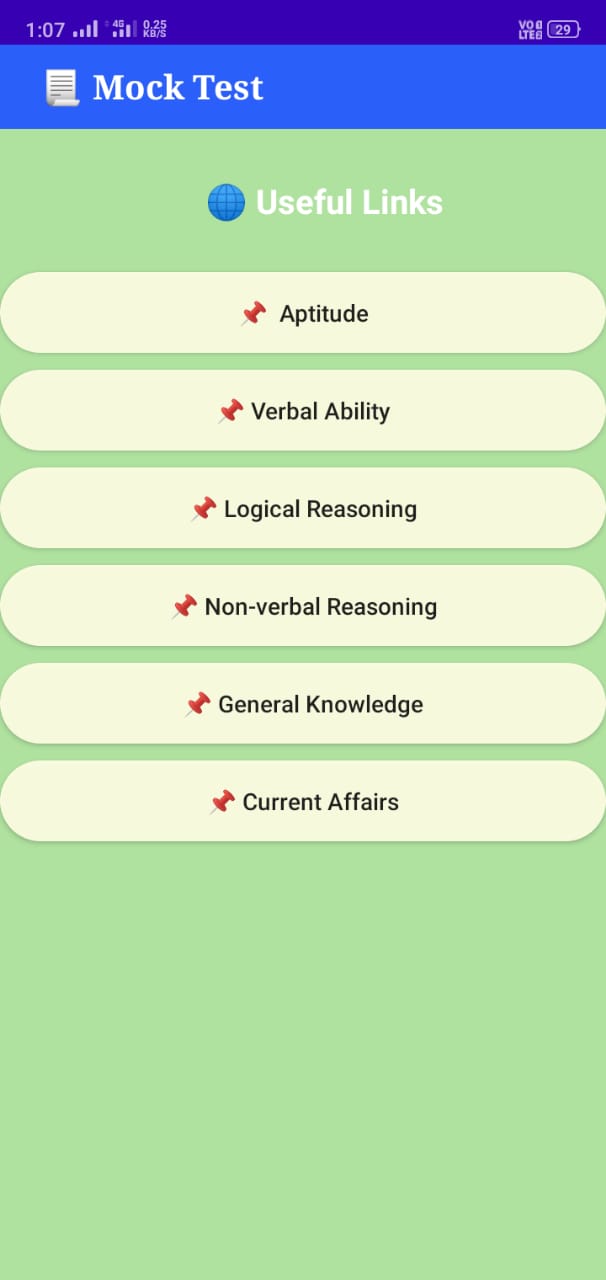 1:07 4G 0.25 KB/S VO LTE 29
Mock Test
Useful Links
Aptitude
Verbal Ability
Logical Reasoning
Non-verbal Reasoning
General Knowledge
Current Affairs